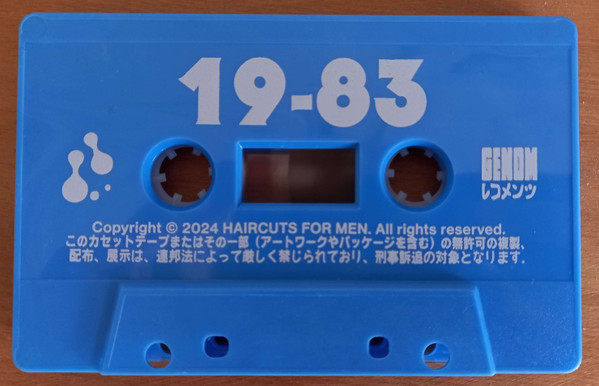 19-83
GENOM
レコメンツ
Copyright © 2024 HAIRCUTS FOR MEN. All rights reserved.
このカセットテープまたはその一部（アートワークやパッケージを含む）の無許可の複製、
配布、展示は、連邦法によって厳しく禁じられており、刑事訴追の対象となります.